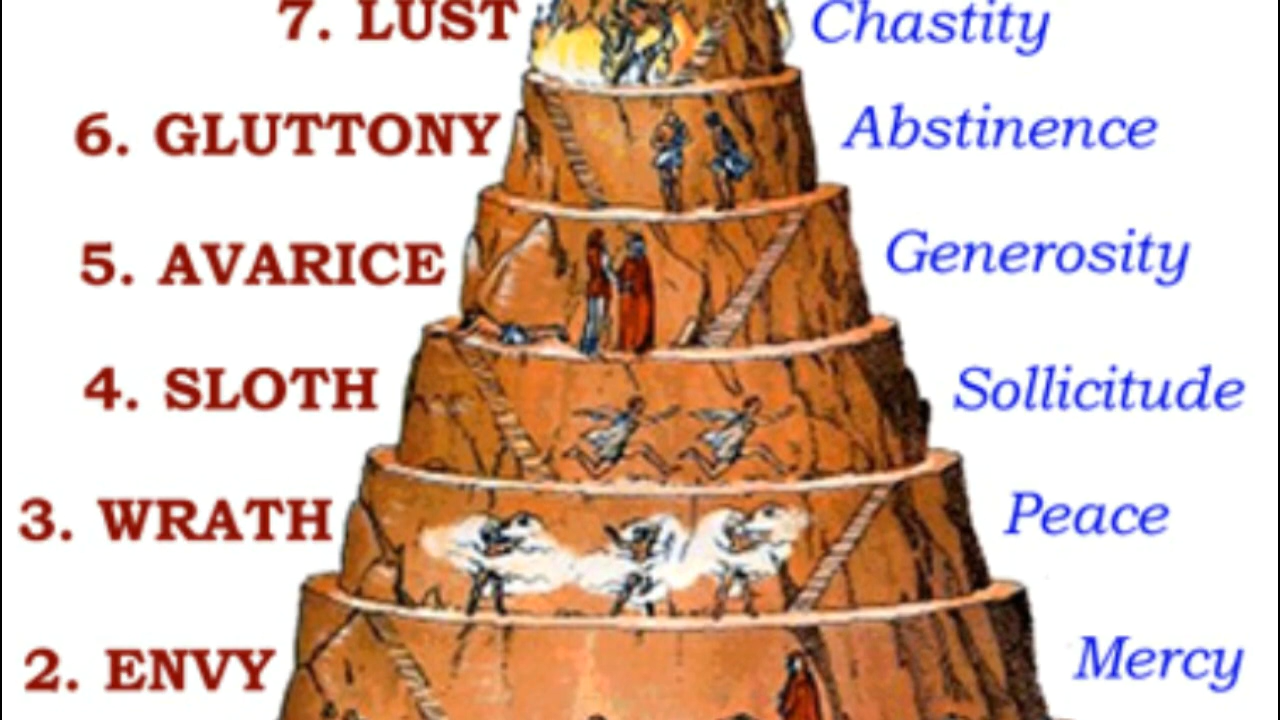 7. LUST Chastity
6. GLUTTONY Abstinence
5. AVARICE Generosity
4. SLOTH Sollicitude
3. WRATH Peace
2. ENVY Mercy